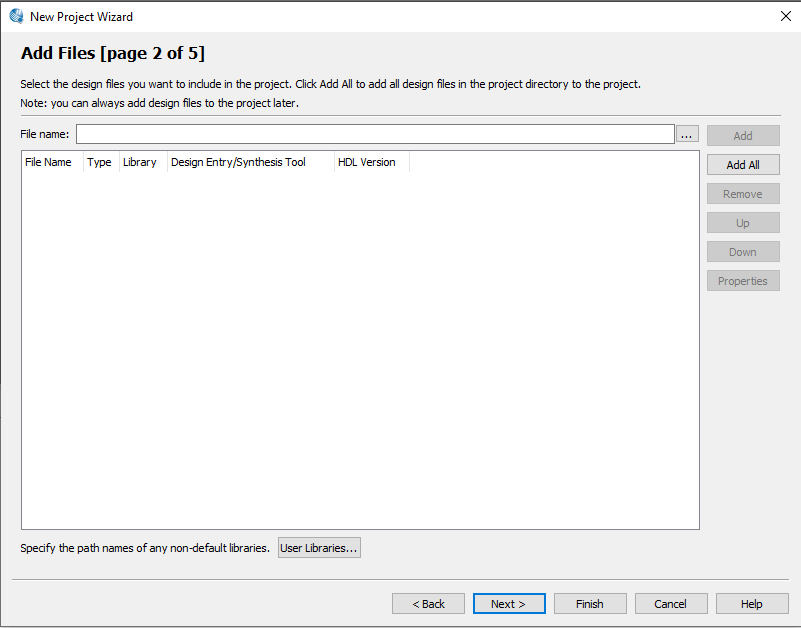 New Project Wizard
Add Files [page 2 of 5]
Select the design files you want to include in the project. Click Add All to add all design files in the project directory to the project.
Note: you can always add design files to the project later.
File name: ... Add
File Name Type Library Design Entry/Synthesis Tool HDL Version
Add All
Remove
Up
Down
Properties
Specify the path names of any non-default libraries. User Libraries...
< Back Next > Finish Cancel Help